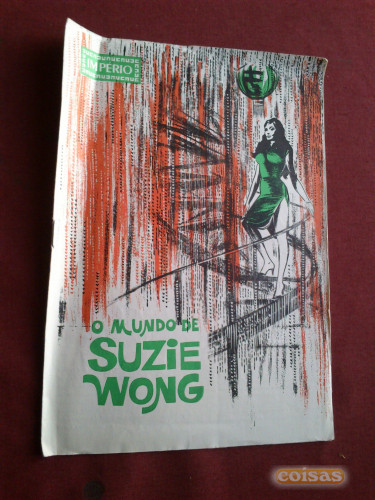 IMPERIO
O MUNDO DE
SUZIE
WONG
coisas